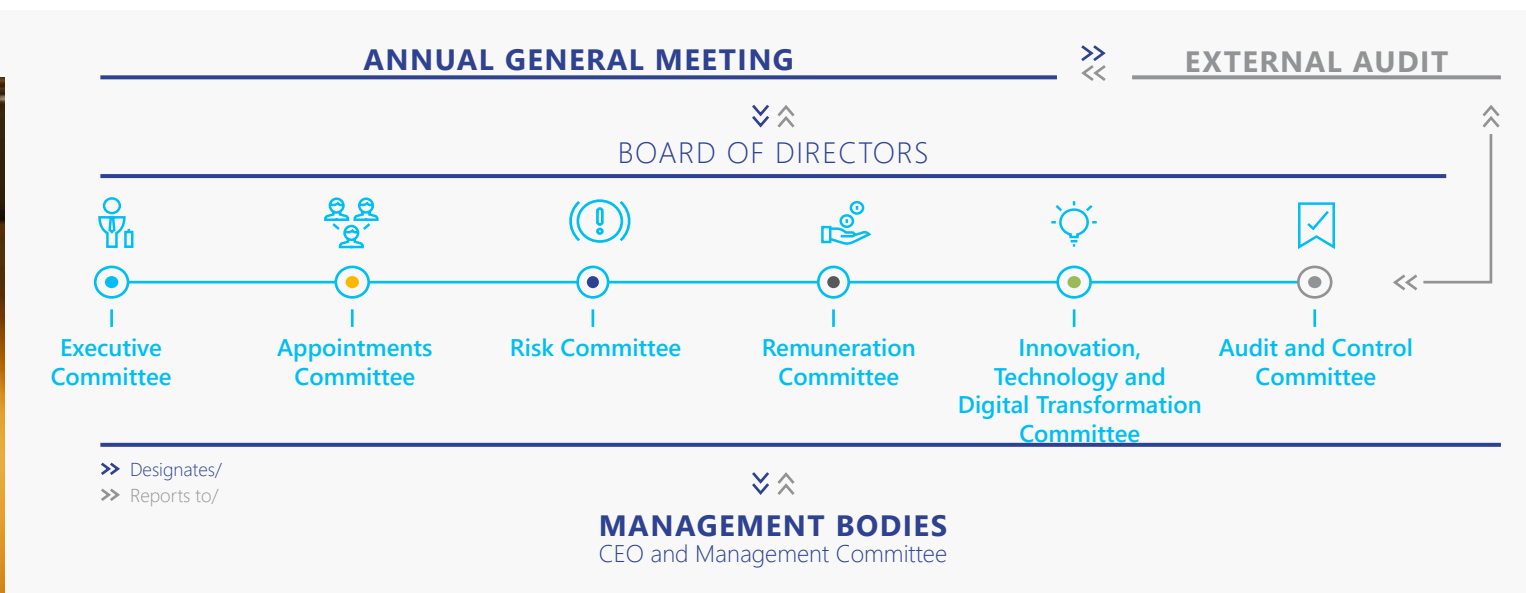 ANNUAL GENERAL MEETING
EXTERNAL AUDIT
BOARD OF DIRECTORS
Executive
Committee
Appointments
Committee
Risk Committee
Remuneration
Committee
Innovation,
Technology and
Digital Transformation
Committee
Audit and Control
Committee
>> Designates/
>> Reports to/
MANAGEMENT BODIES
CEO and Management Committee